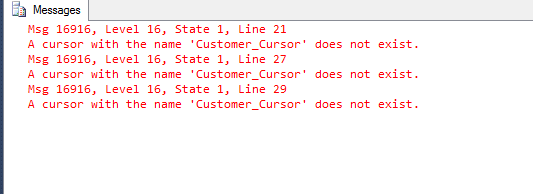 Messages
Msg 16916, Level 16, State 1, Line 21
A cursor with the name 'Customer_Cursor' does not exist.
Msg 16916, Level 16, State 1, Line 27
A cursor with the name 'Customer_Cursor' does not exist.
Msg 16916, Level 16, State 1, Line 29
A cursor with the name 'Customer_Cursor' does not exist.